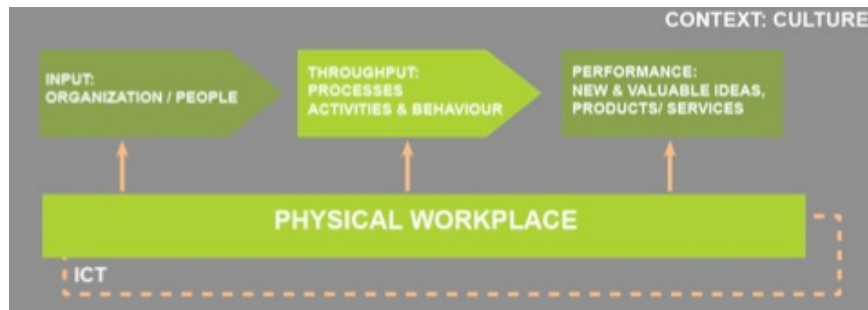 CONTEXT: CULTURE
INPUT:
ORGANIZATION / PEOPLE
THROUGHPUT:
PROCESSES
ACTIVITIES & BEHAVIOUR
PERFORMANCE:
NEW & VALUABLE IDEAS,
PRODUCTS/ SERVICES
PHYSICAL WORKPLACE
ICT